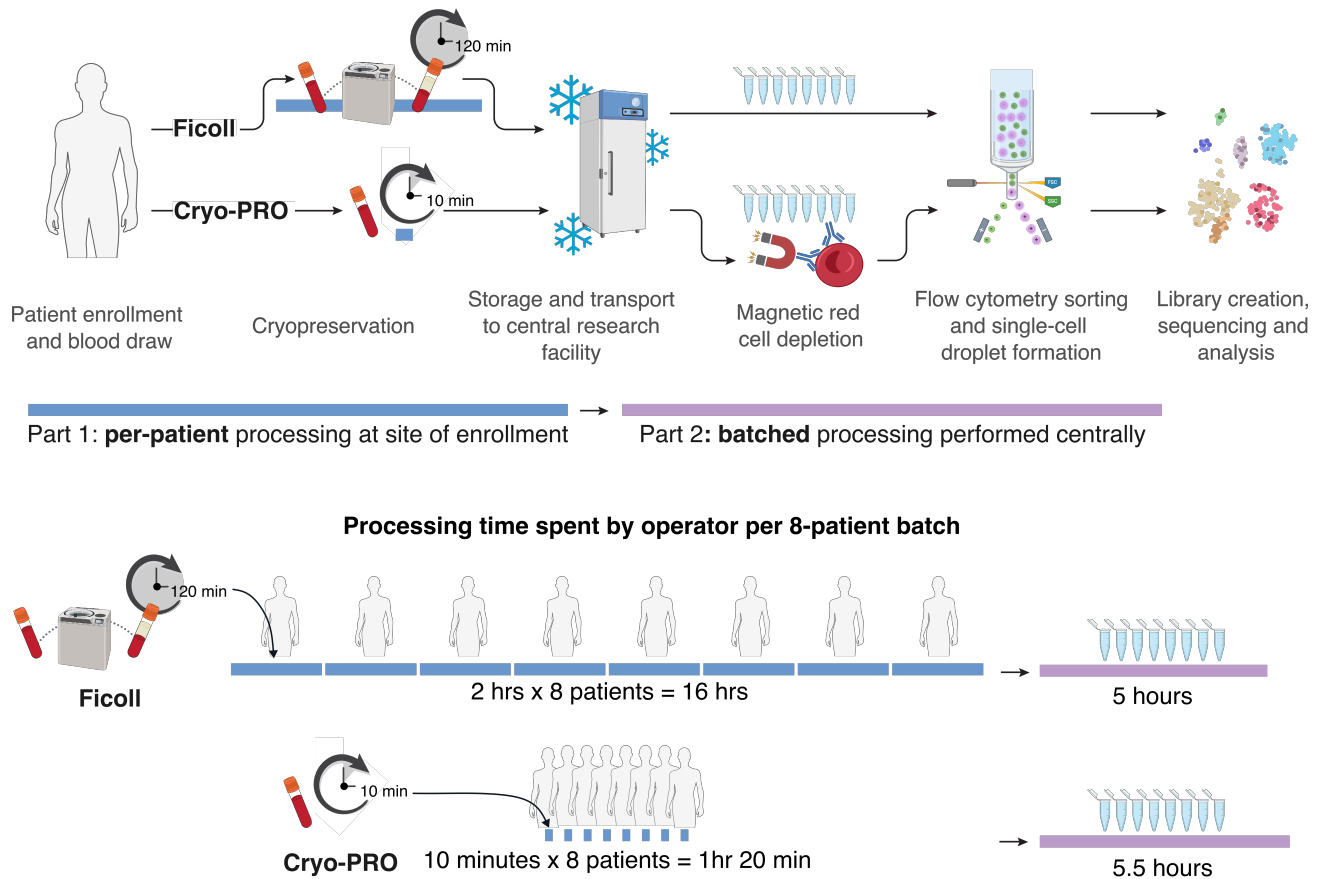 120 min
Ficoll
Cryo-PRO
10 min
FSC
SSC
Patient enrollment
and blood draw
Cryopreservation
Storage and transport
to central research
facility
Magnetic red
cell depletion
Flow cytometry sorting
and single-cell
droplet formation
Library creation,
sequencing and
analysis
Part 1: per-patient processing at site of enrollment
Part 2: batched processing performed centrally
Processing time spent by operator per 8-patient batch
120 min
Ficoll
2 hrs x 8 patients = 16 hrs
5 hours
10 min
Cryo-PRO
10 minutes x 8 patients = 1hr 20 min
5.5 hours